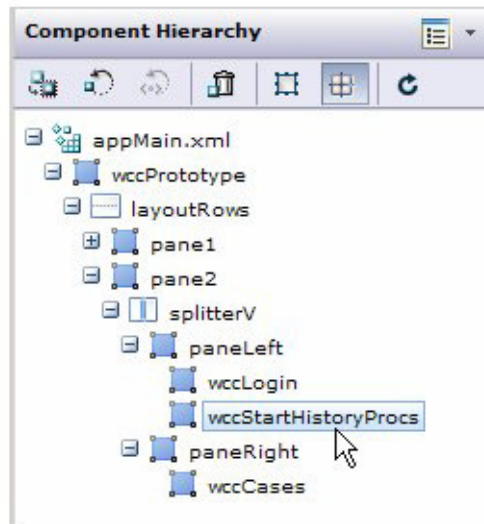 Component Hierarchy
appMain.xml
wccPrototype
layoutRows
pane1
pane2
splitterV
paneLeft
wccLogin
wccStartHistoryProcs
paneRight
wccCases